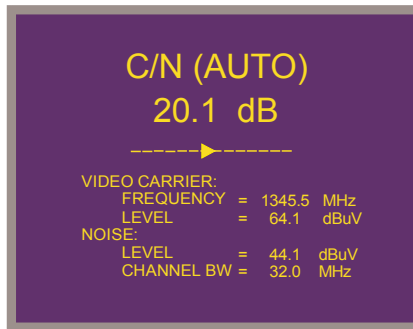 C/N (AUTO)
20.1 dB
VIDEO CARRIER:
FREQUENCY = 1345.5 MHz
LEVEL = 64.1 dBuV
NOISE:
LEVEL = 44.1 dBuV
CHANNEL BW = 32.0 MHz